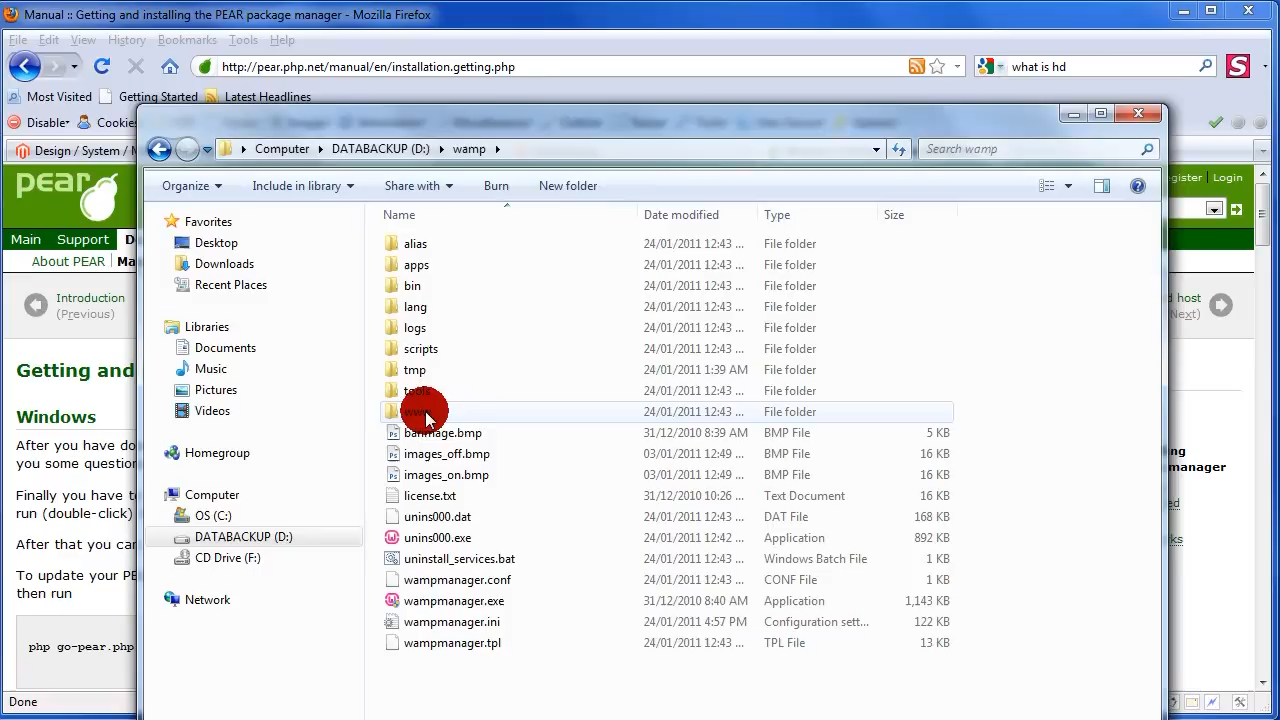 Manual :: Getting and installing the PEAR package manager - Mozilla Firefox
File Edit View History Bookmarks Tools Help
http://pear.php.net/manual/en/installation.getting.php
what is hd
S
Most Visited Getting Started Latest Headlines
Disable Cookies
Computer DATABACKUP (D:) wamp
Search wamp
Design / System /
Organize Include in library Share with Burn New folder
pear
Register Login
Name Date modified Type Size
Favorites
Desktop
Downloads
Recent Places
Libraries
Documents
Music
Pictures
Videos
Homegroup
Computer
OS (C:)
DATABACKUP (D:)
CD Drive (F:)
Network
alias 24/01/2011 12:43 ... File folder
apps 24/01/2011 12:43 ... File folder
bin 24/01/2011 12:43 ... File folder
lang 24/01/2011 12:43 ... File folder
logs 24/01/2011 12:43 ... File folder
scripts 24/01/2011 12:43 ... File folder
tmp 24/01/2011 1:39 AM File folder
tools 24/01/2011 12:43 ... File folder
www 24/01/2011 12:43 ... File folder
barimage.bmp 31/12/2010 8:39 AM BMP File 5 KB
images_off.bmp 03/01/2011 12:49 ... BMP File 16 KB
images_on.bmp 03/01/2011 12:49 ... BMP File 16 KB
license.txt 31/12/2010 10:26 ... Text Document 16 KB
unins000.dat 24/01/2011 12:43 ... DAT File 168 KB
unins000.exe 24/01/2011 12:42 ... Application 892 KB
uninstall_services.bat 24/01/2011 12:43 ... Windows Batch File 1 KB
wampmanager.conf 24/01/2011 12:43 ... CONF File 1 KB
wampmanager.exe 31/12/2010 8:40 AM Application 1,143 KB
wampmanager.ini 24/01/2011 4:57 PM Configuration sett... 122 KB
wampmanager.tpl 24/01/2011 12:43 ... TPL File 13 KB
Main Support D
About PEAR Ma
Introduction
(Previous)
d host
(Next)
Getting and
Windows
After you have do
you some question
Finally you have t
run (double-click)
After that you can
To update your PE
then run
php go-pear.php
ng
manager
ed
ks
Done